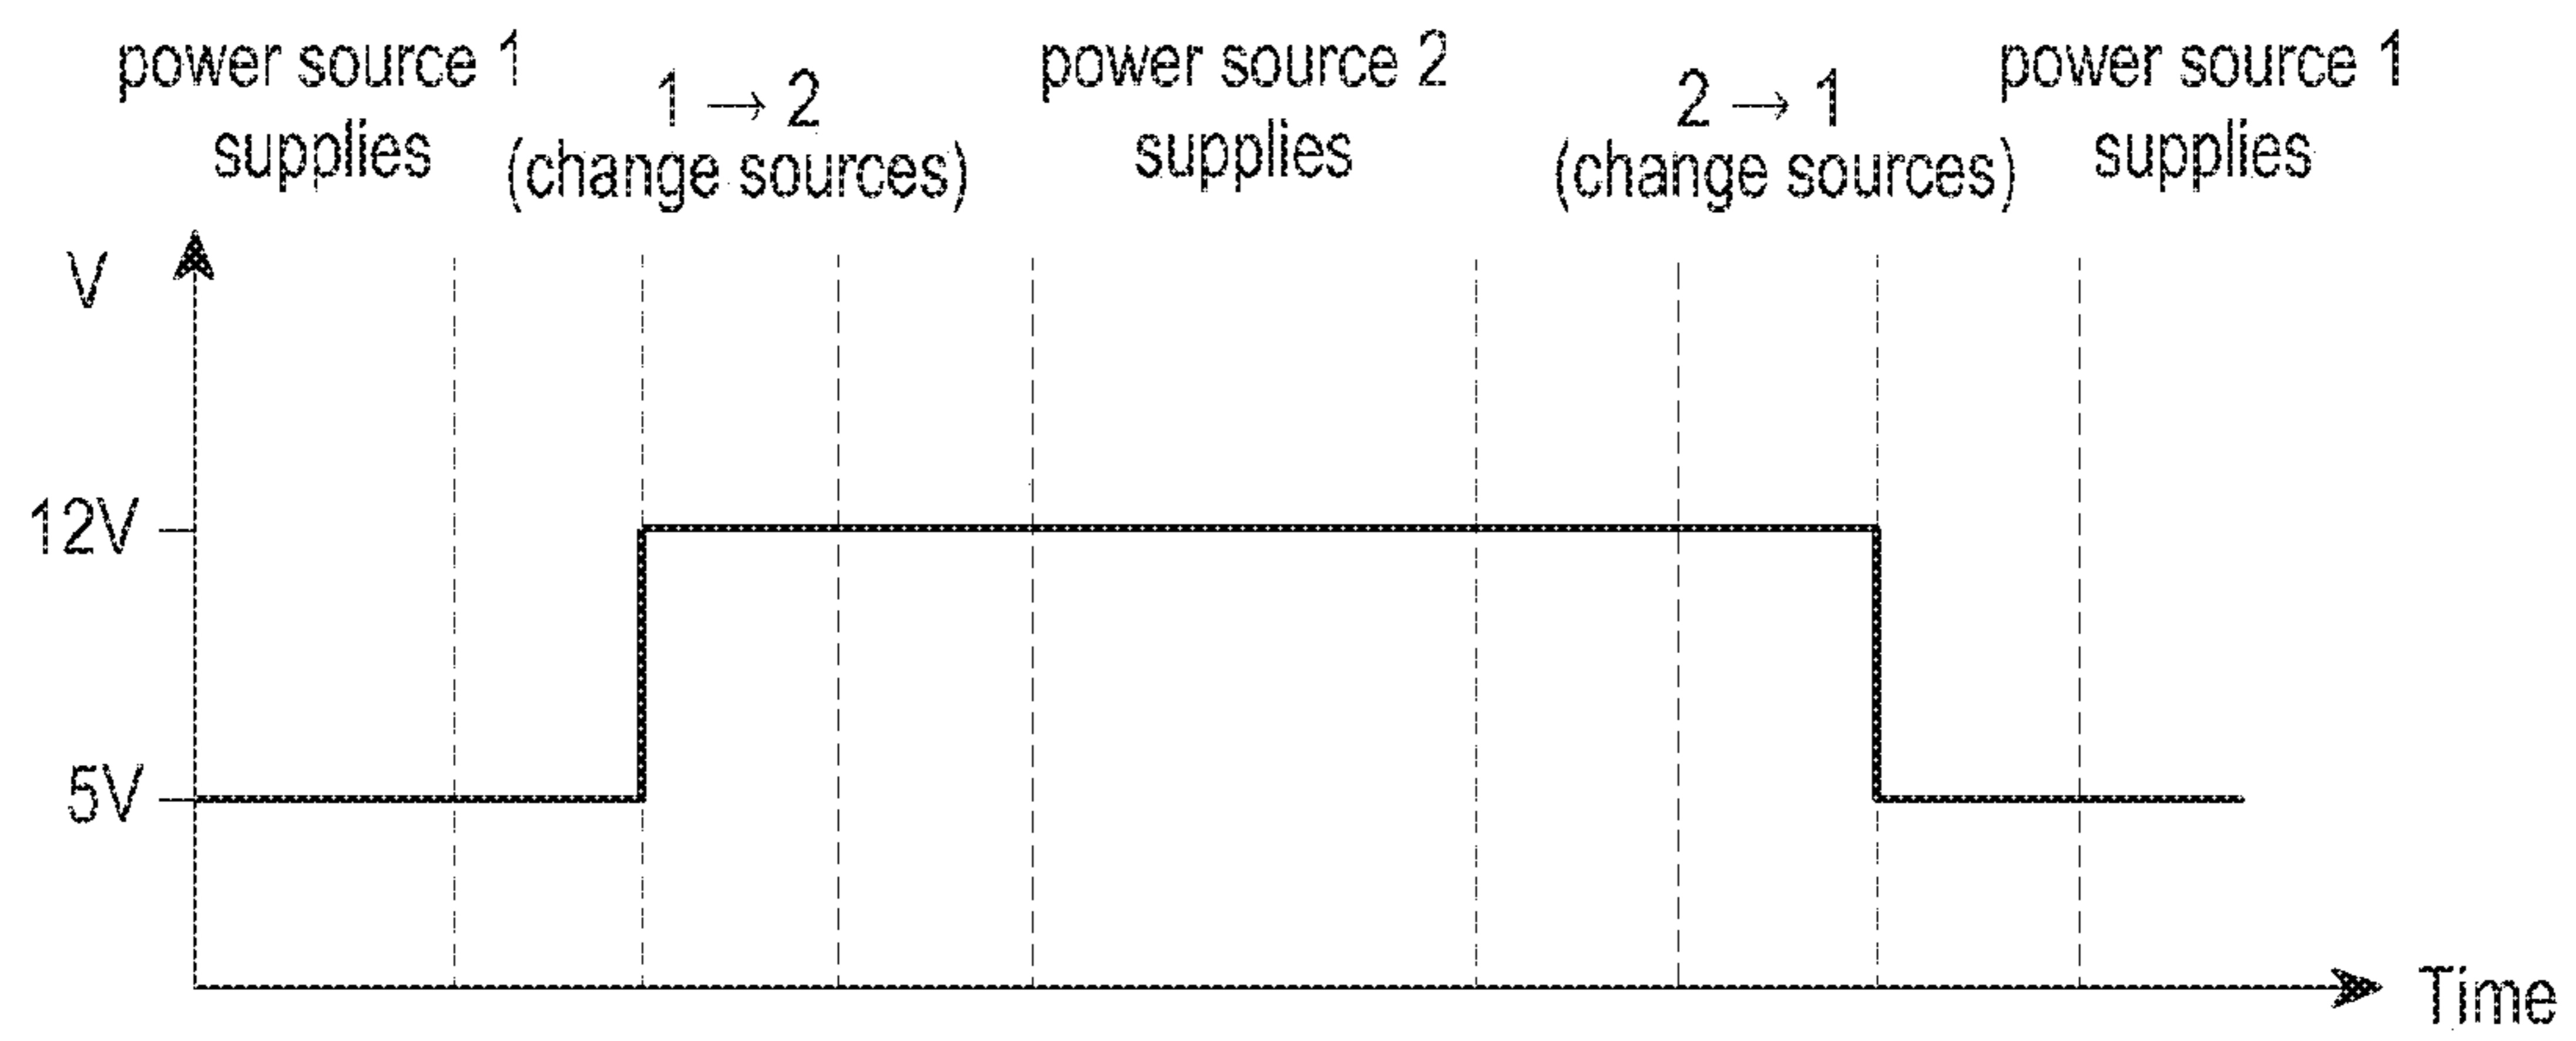 power source 1
supplies
1 → 2
(change sources)
power source 2
supplies
2 → 1
(change sources)
power source 1
supplies
V
12V
5V
Time